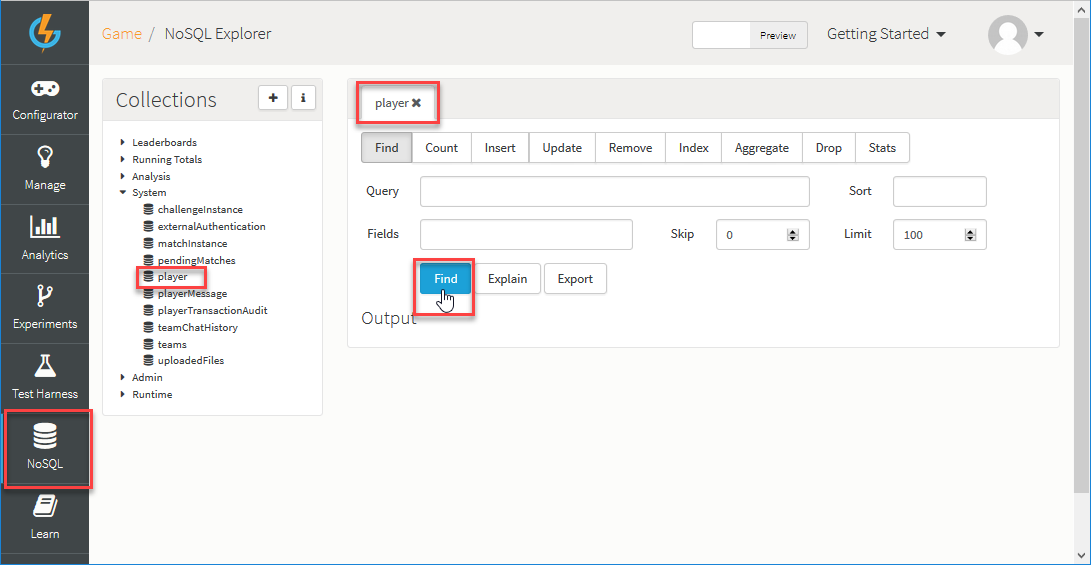 Game / NoSQL Explorer
Preview
Getting Started
Configurator
Manage
Analytics
Experiments
Test Harness
NoSQL
Learn
Collections
+
i
Leaderboards
Running Totals
Analysis
System
challengeInstance
externalAuthentication
matchInstance
pendingMatches
player
playerMessage
playerTransactionAudit
teamChatHistory
teams
uploadedFiles
Admin
Runtime
player ✖
Find Count Insert Update Remove Index Aggregate Drop Stats
Query Sort
Fields Skip 0 Limit 100
Find Explain Export
Output